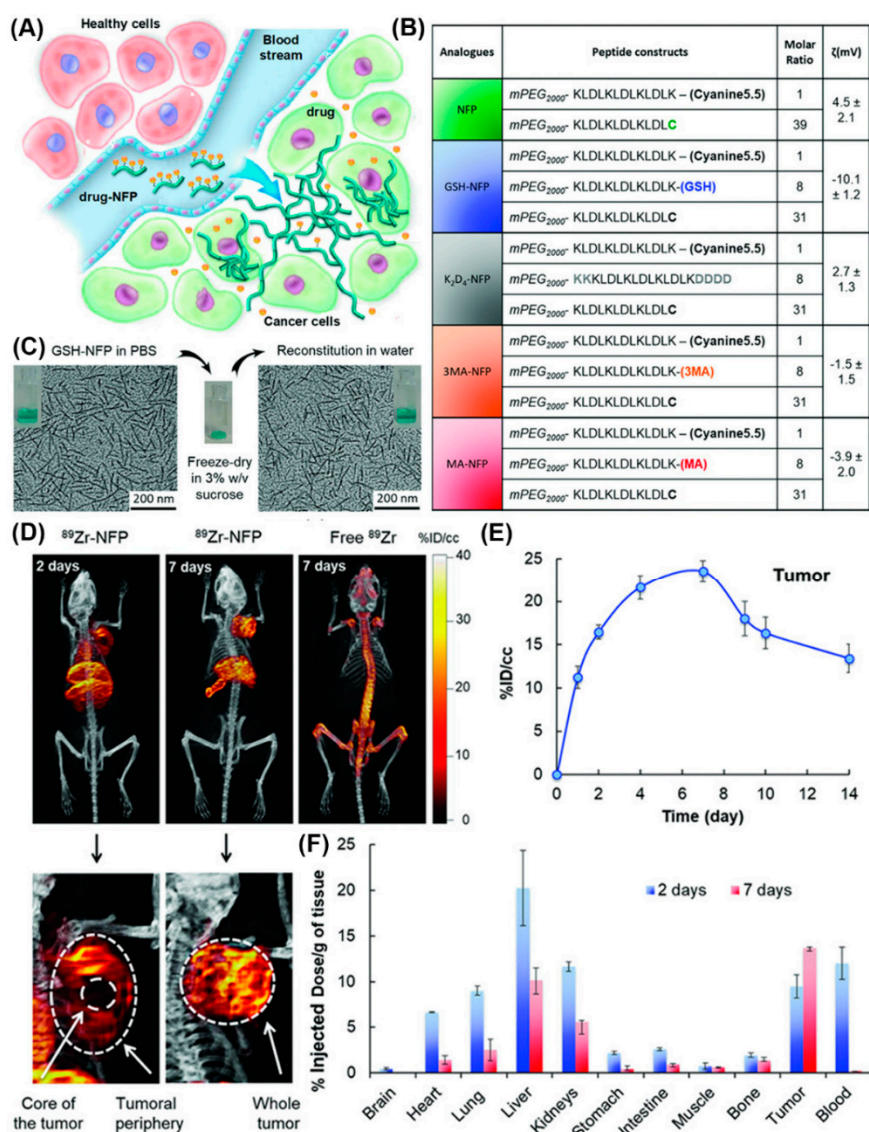 (A)
Healthy cells
Blood
stream
drug
drug-NFP
Cancer cells
(B)
Analogues
Peptide constructs
Molar
Ratio
ζ(mV)
NFP
mPEG2000- KLDLKLDLKLDLK – (Cyanine5.5)
1
4.5 ±
2.1
mPEG2000- KLDLKLDLKLDLC
39
GSH-NFP
mPEG2000- KLDLKLDLKLDLK – (Cyanine5.5)
1
-10.1
± 1.2
mPEG2000- KLDLKLDLKLDLK-(GSH)
8
mPEG2000- KLDLKLDLKLDLC
31
K2D4-NFP
mPEG2000- KLDLKLDLKLDLK – (Cyanine5.5)
1
2.7 ±
1.3
mPEG2000- KKKLDLKLDLKLDLKDDDD
8
mPEG2000- KLDLKLDLKLDLC
31
3MA-NFP
mPEG2000- KLDLKLDLKLDLK – (Cyanine5.5)
1
-1.5 ±
1.5
mPEG2000- KLDLKLDLKLDLK-(3MA)
8
mPEG2000- KLDLKLDLKLDLC
31
MA-NFP
mPEG2000- KLDLKLDLKLDLK – (Cyanine5.5)
1
-3.9 ±
2.0
mPEG2000- KLDLKLDLKLDLK-(MA)
8
mPEG2000- KLDLKLDLKLDLC
31
(C)
GSH-NFP in PBS
Reconstitution in water
Freeze-dry
in 3% w/v
sucrose
200 nm
200 nm
(D)
89Zr-NFP
89Zr-NFP
Free 89Zr
%ID/cc
2 days
7 days
7 days
40
30
20
10
0
Core of
the tumor
Tumoral
periphery
Whole
tumor
(E)
Tumor
%ID/cc
25
20
15
10
5
0
0
2
4
6
8
10
12
14
Time (day)
(F)
2 days
7 days
% Injected Dose/g of tissue
25
20
15
10
5
0
Brain
Heart
Lung
Liver
Kidneys
Stomach
Intestine
Muscle
Bone
Tumor
Blood